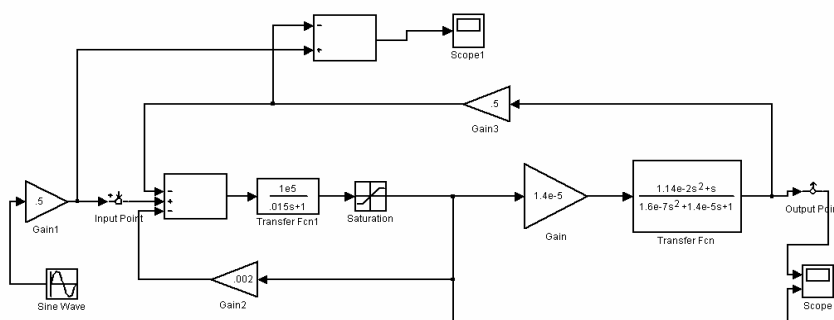 −
+
Scope1
.5
Gain3
.5
Gain1
Input Point
−
+
−
1e5
.015s+1
Transfer Fcn1
Saturation
1.4e-5
Gain
1.14e-2s²+s
1.6e-7s²+1.4e-5s+1
Transfer Fcn
Output Poin
.002
Gain2
Sine Wave
Scope